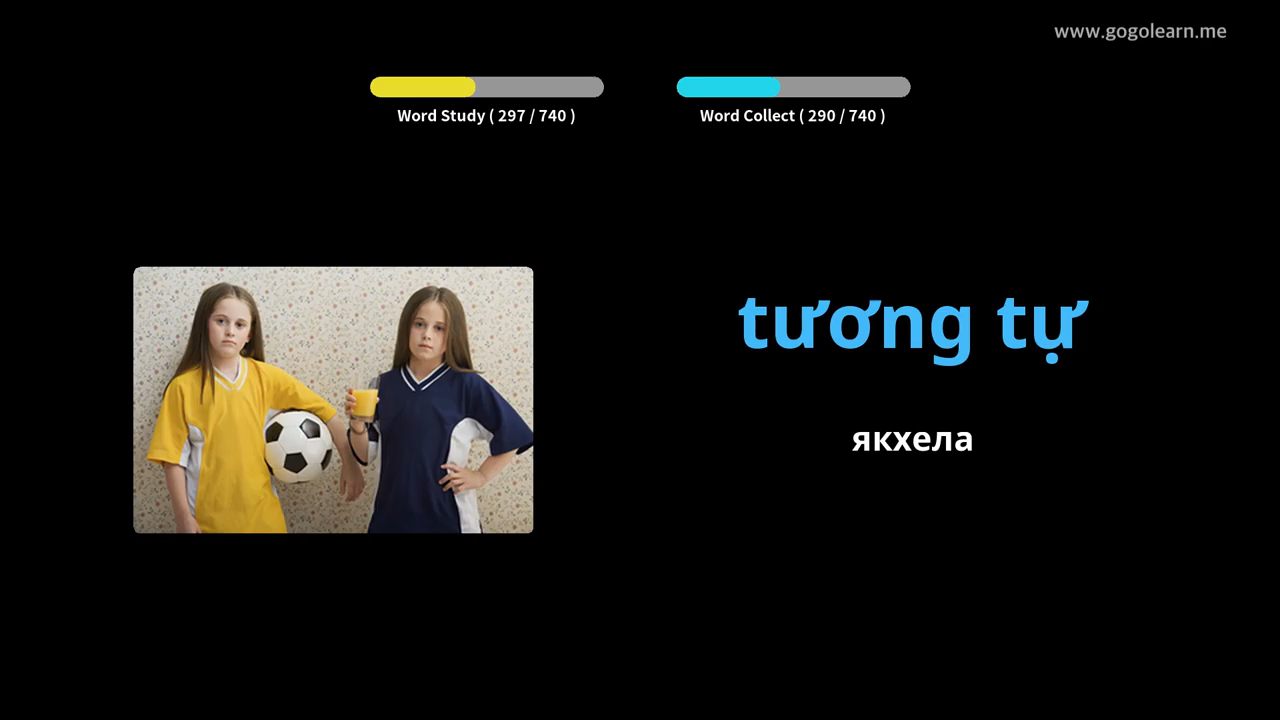 www.gogolearn.me
Word Study ( 297 / 740 )
Word Collect ( 290 / 740 )
tương tự
якхела